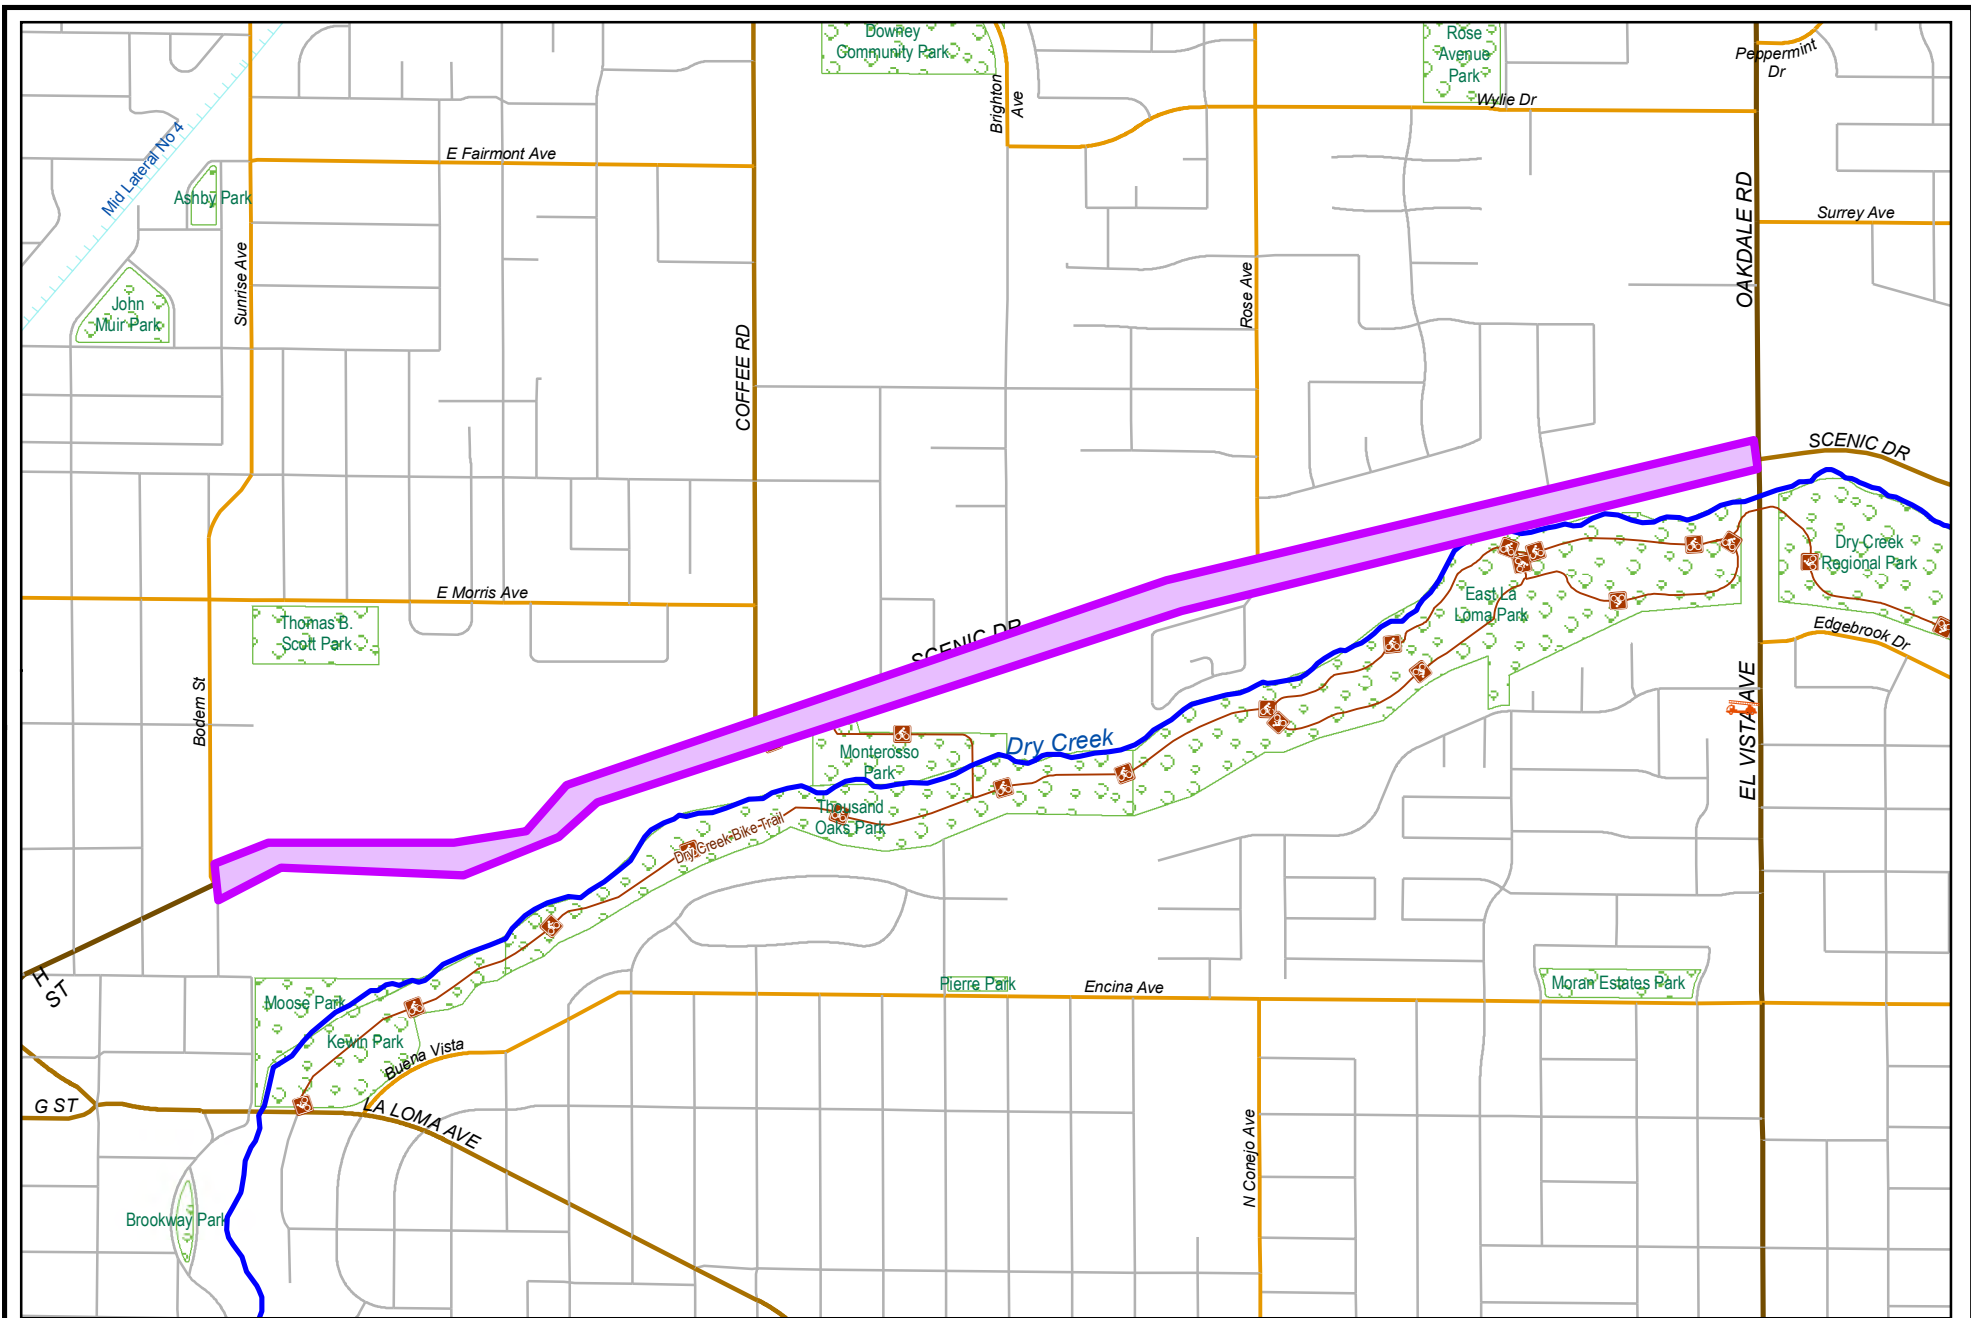 Downey
Community Park
Rose
Avenue
Park
Peppermint
Dr
Brighton
Ave
Wylie Dr
Mid Lateral No 4
E Fairmont Ave
Ashby Park
Sunrise Ave
OAKDALE RD
Surrey Ave
John
Muir Park
COFFEE RD
Rose Ave
SCENIC DR
Dry Creek
Regional Park
E Morris Ave
Thomas B.
Scott Park
East La
Loma Park
Edgebrook Dr
SCENIC DR
Bodem St
EL VISTA AVE
Dry Creek
Monterosso
Park
Thousand
Oaks Park
Dry Creek Bike Trail
H
ST
Moose Park
Pierre Park
Encina Ave
Moran Estates Park
Kewin Park
Buena Vista
G ST
LA LOMA AVE
N Conejo Ave
Brookway Park